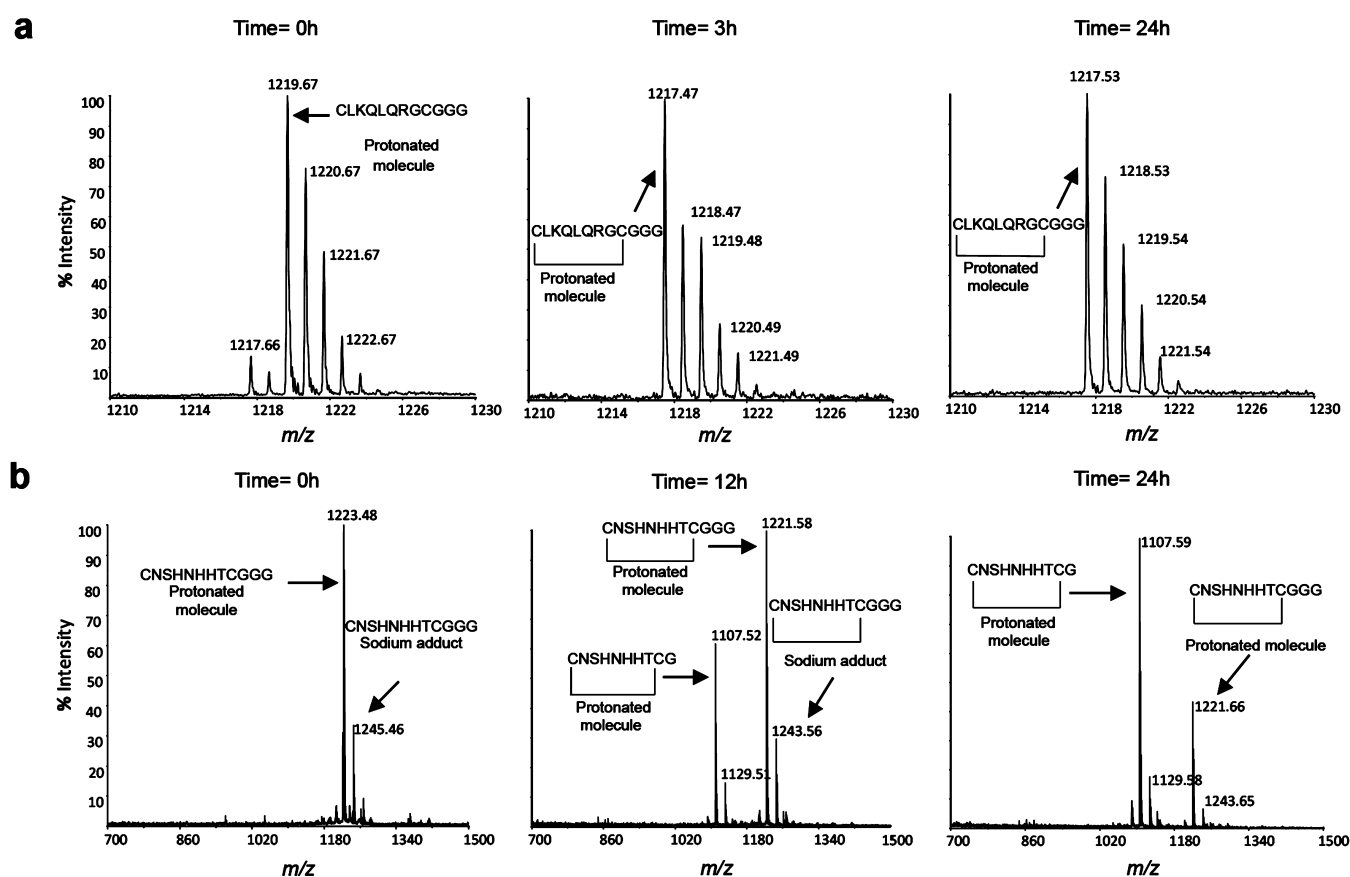 a
Time= 0h
Time= 3h
Time= 24h
% Intensity
100
90
80
70
60
50
40
30
20
10
1219.67
CLKQLQRGCGGG
Protonated
molecule
1220.67
1221.67
1217.66
1222.67
1210 1214 1218 1222 1226 1230
m/z
1217.47
1218.47
1219.48
CLKQLQRGCGGG
Protonated
molecule
1220.49
1221.49
1210 1214 1218 1222 1226 1230
m/z
1217.53
1218.53
CLKQLQRGCGGG
1219.54
Protonated
molecule
1220.54
1221.54
1210 1214 1218 1222 1226 1230
m/z
b
Time= 0h
Time= 12h
Time= 24h
% Intensity
100
90
80
70
60
50
40
30
20
10
1223.48
CNSHNHHTCGGG
Protonated
molecule
CNSHNHHTCGGG
Sodium adduct
1245.46
700 860 1020 1180 1340 1500
m/z
CNSHNHHTCGGG
1221.58
Protonated
molecule
CNSHNHHTCGGG
1107.52
CNSHNHHTCG
Sodium adduct
Protonated
molecule
1243.56
1129.51
700 860 1020 1180 1340 1500
m/z
1107.59
CNSHNHHTCG
CNSHNHHTCGGG
Protonated
molecule
Protonated molecule
1221.66
1129.58
1243.65
700 860 1020 1180 1340 1500
m/z